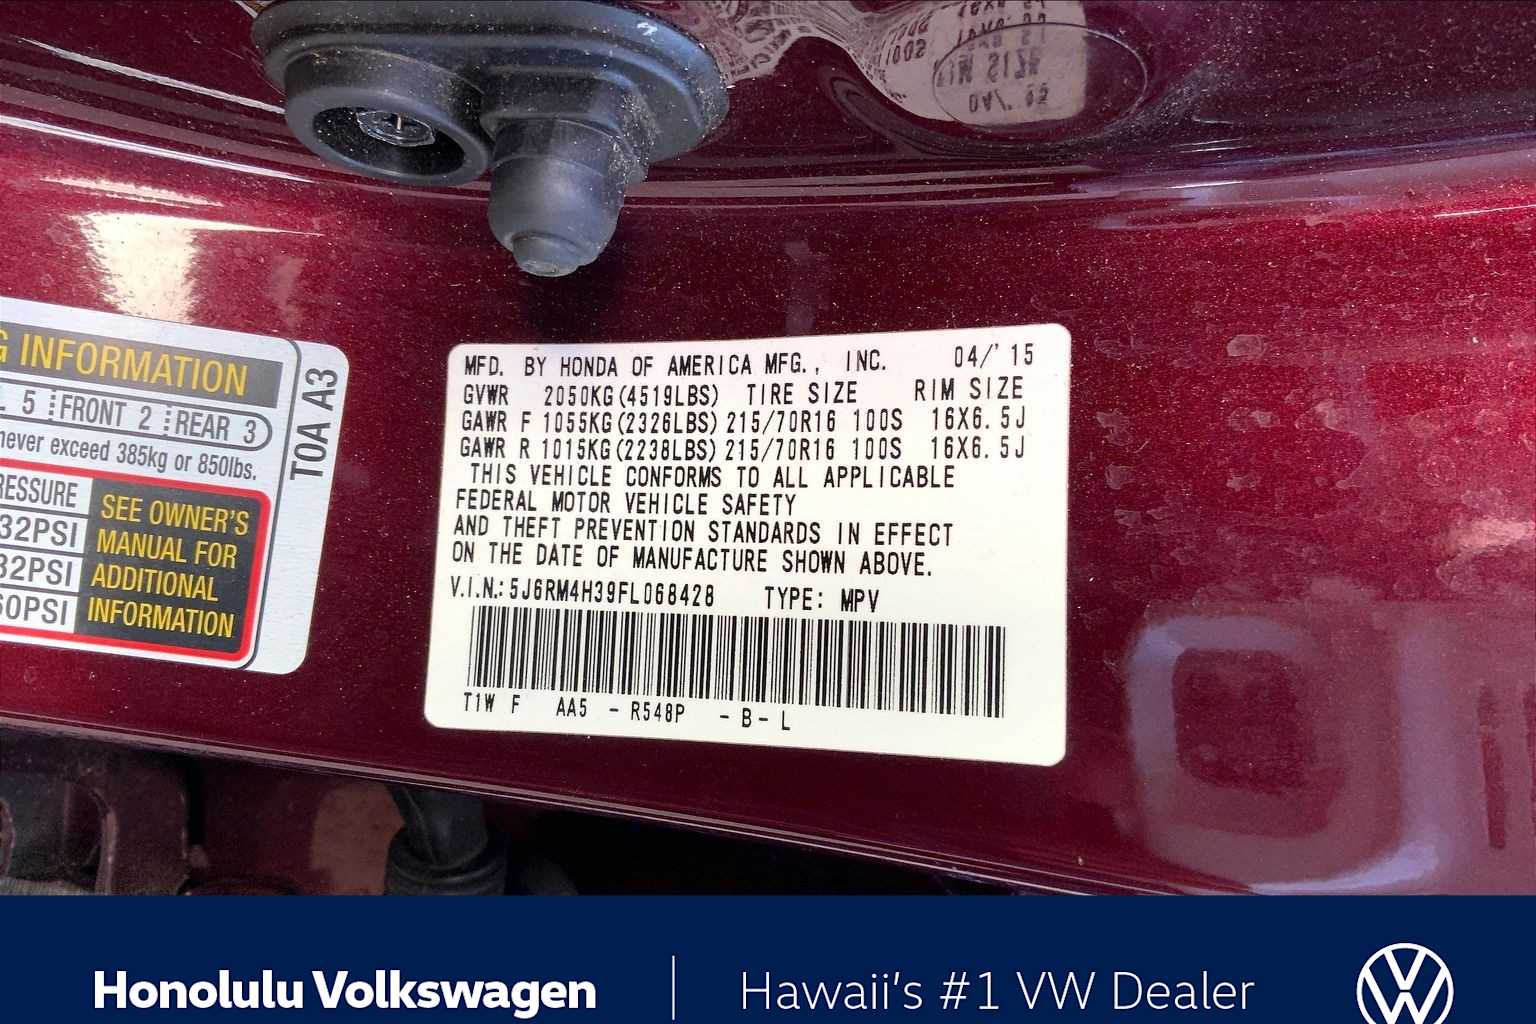 G INFORMATION
L 5 FRONT 2 REAR 3
never exceed 385kg or 850lbs.
RESSURE
32PSI
32PSI
60PSI
SEE OWNER'S
MANUAL FOR
ADDITIONAL
INFORMATION
T0A A3
MFD. BY HONDA OF AMERICA MFG., INC. 04/'15
GVWR 2050KG(4519LBS) TIRE SIZE RIM SIZE
GAWR F 1055KG(2326LBS) 215/70R16 100S 16X6.5J
GAWR R 1015KG(2238LBS) 215/70R16 100S 16X6.5J
THIS VEHICLE CONFORMS TO ALL APPLICABLE
FEDERAL MOTOR VEHICLE SAFETY
AND THEFT PREVENTION STANDARDS IN EFFECT
ON THE DATE OF MANUFACTURE SHOWN ABOVE.
V.I.N.: 5J6RM4H39FL068428 TYPE: MPV
T1W F AA5 - R548P - B - L
Honolulu Volkswagen | Hawaii's #1 VW Dealer